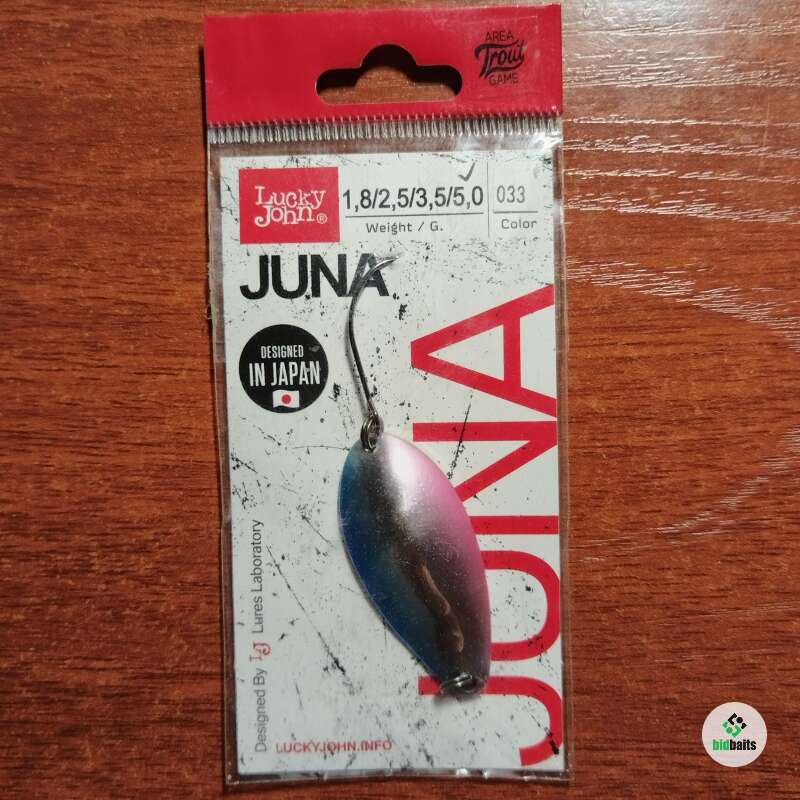 AREA
Trout
GAME
Lucky
John®
1,8/2,5/3,5/5,0
Weight / G.
033
Color
JUNA
DESIGNED
IN JAPAN
JUNA
Designed By LJ Lures Laboratory
LUCKYJOHN.INFO
bidbaits